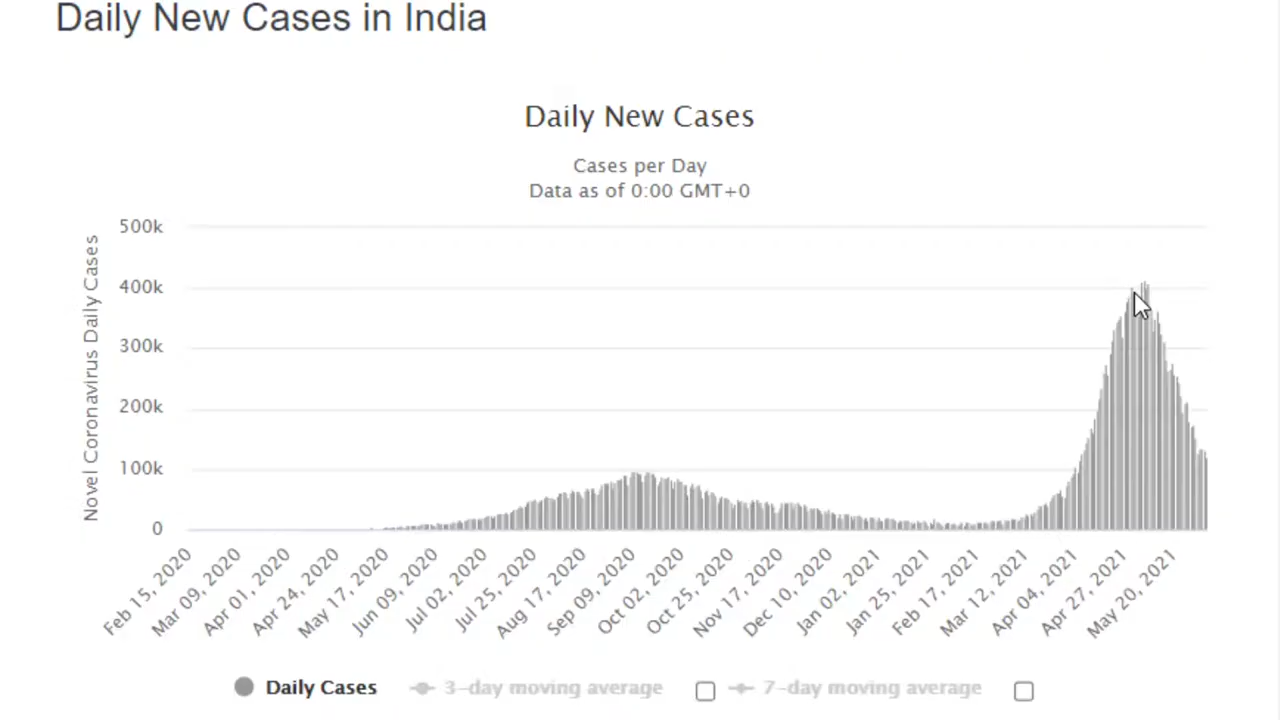 Daily New Cases in India
Daily New Cases
Cases per Day
Data as of 0:00 GMT+0
Novel Coronavirus Daily Cases
500k
400k
300k
200k
100k
0
Feb 15, 2020
Mar 09, 2020
Apr 01, 2020
Apr 24, 2020
May 17, 2020
Jun 09, 2020
Jul 02, 2020
Jul 25, 2020
Aug 17, 2020
Sep 09, 2020
Oct 02, 2020
Oct 25, 2020
Nov 17, 2020
Dec 10, 2020
Jan 02, 2021
Jan 25, 2021
Feb 17, 2021
Mar 12, 2021
Apr 04, 2021
Apr 27, 2021
May 20, 2021
Daily Cases 3-day moving average 7-day moving average